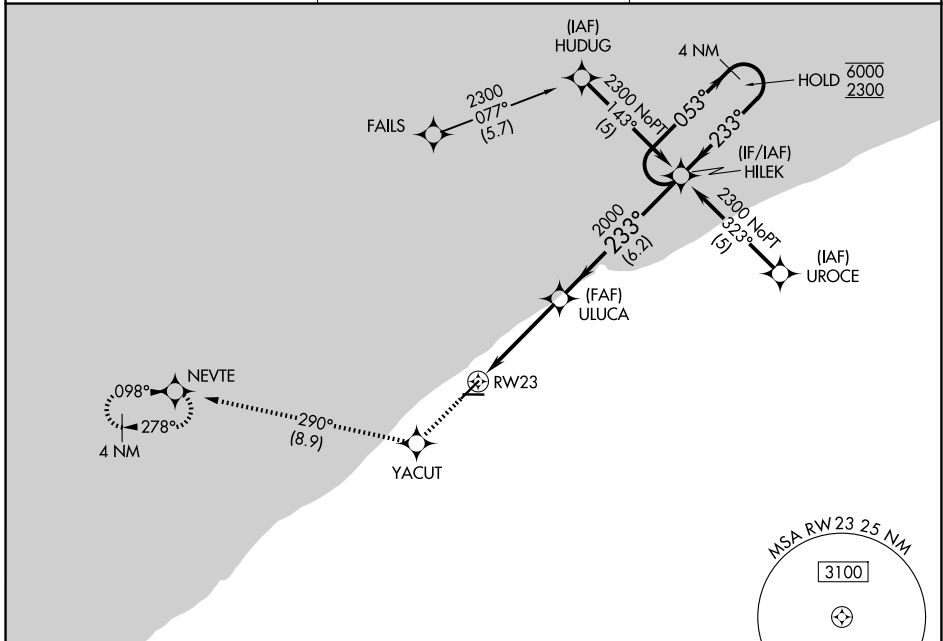 (IAF)
HUDUG
4 NM
HOLD 6000
2300
2300
077°
(5.7)
FAILS
2300 NoPT
143°
(5)
053°
233°
(IF/IAF)
HILEK
2300 NoPT
323°
(5)
(IAF)
UROCE
2000
233°
(6.2)
(FAF)
ULUCA
RW23
NEVTE
098°
278°
4 NM
290°
(8.9)
YACUT
MSA RW23 25 NM
3100